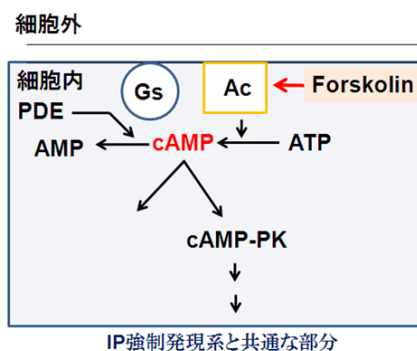 細胞外
細胞内
Gs
Ac
Forskolin
PDE
AMP
cAMP
ATP
cAMP-PK
IP強制発現系と共通な部分